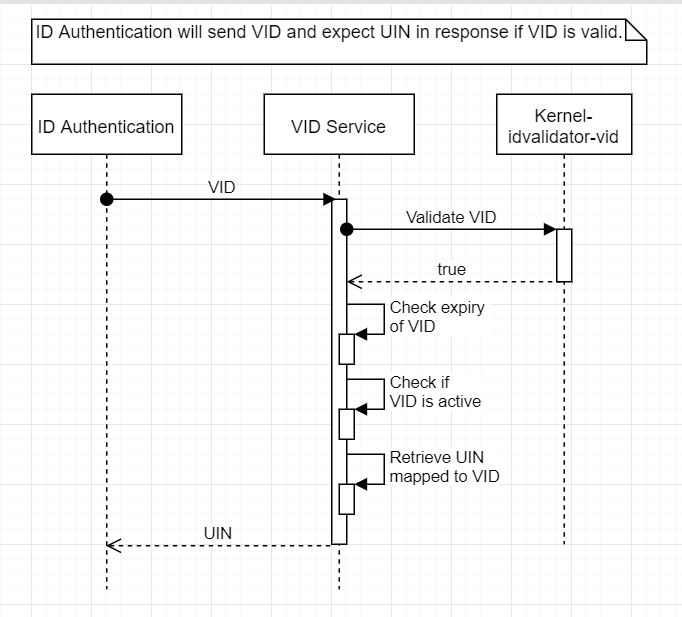 ID Authentication will send VID and expect UIN in response if VID is valid.
ID Authentication
VID Service
Kernel-
idvalidator-vid
VID
Validate VID
true
Check expiry
of VID
Check if
VID is active
Retrieve UIN
mapped to VID
UIN